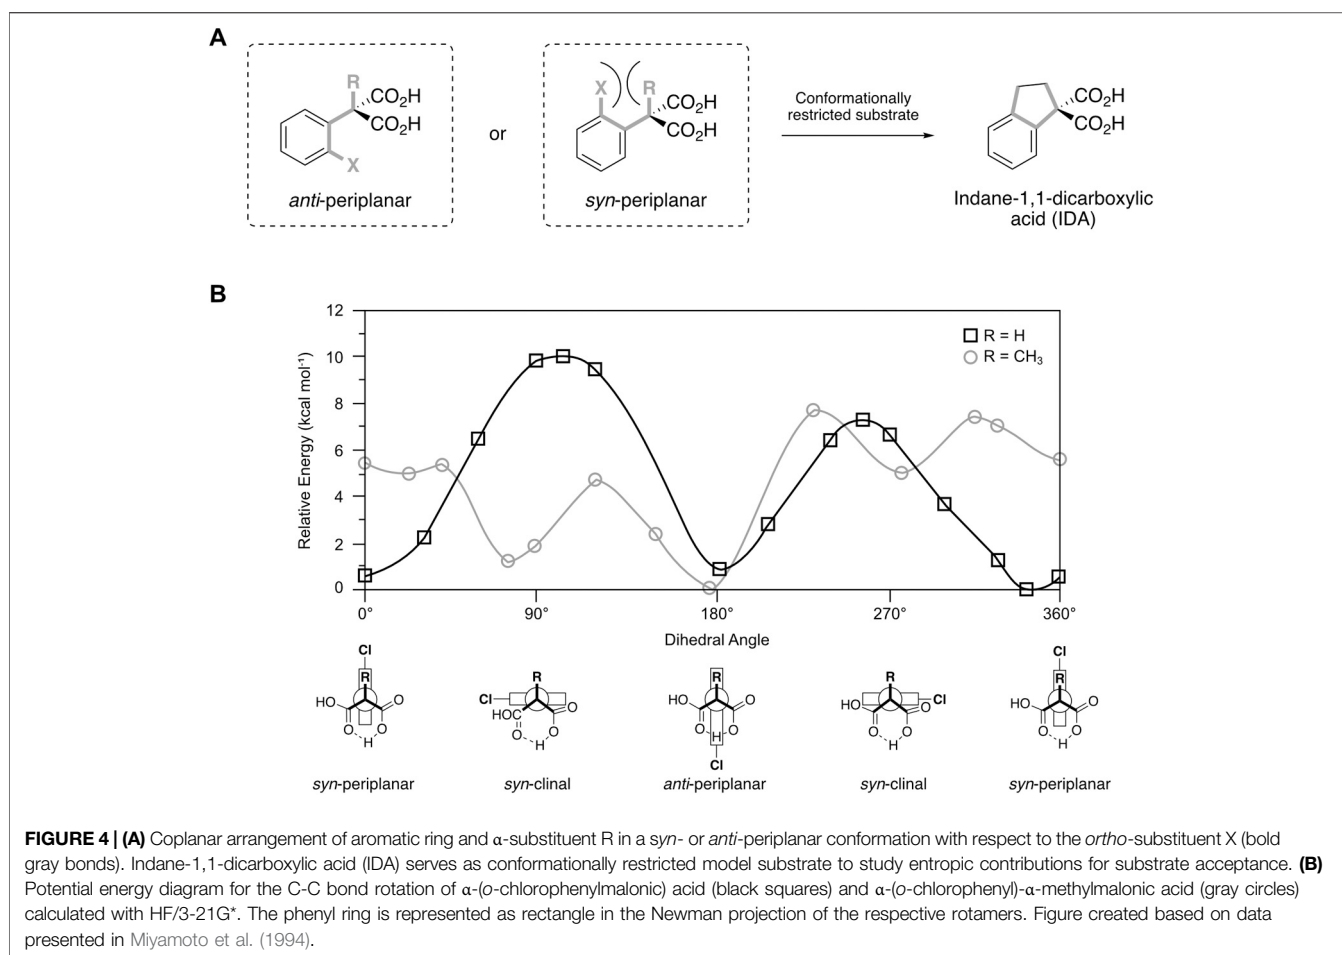 A
R
CO2H
CO2H
X
anti-periplanar
or
X
R
CO2H
CO2H
syn-periplanar
Conformationally
restricted substrate
CO2H
CO2H
Indane-1,1-dicarboxylic
acid (IDA)
B
Relative Energy (kcal mol-1)
12
10
8
6
4
2
0
R = H
R = CH3
0°
90°
180°
270°
360°
Dihedral Angle
Cl
R
HO
O
O
O
H
syn-periplanar
R
Cl
HO
O
O
O
H
syn-clinal
R
HO
O
O
O
H
Cl
anti-periplanar
R
Cl
HO
O
O
O
H
syn-clinal
Cl
R
HO
O
O
O
H
syn-periplanar
FIGURE 4 | (A) Coplanar arrangement of aromatic ring and α-substituent R in a syn- or anti-periplanar conformation with respect to the ortho-substituent X (bold
gray bonds). Indane-1,1-dicarboxylic acid (IDA) serves as conformationally restricted model substrate to study entropic contributions for substrate acceptance. (B)
Potential energy diagram for the C-C bond rotation of α-(o-chlorophenylmalonic) acid (black squares) and α-(o-chlorophenyl)-α-methylmalonic acid (gray circles)
calculated with HF/3-21G*. The phenyl ring is represented as rectangle in the Newman projection of the respective rotamers. Figure created based on data
presented in Miyamoto et al. (1994).